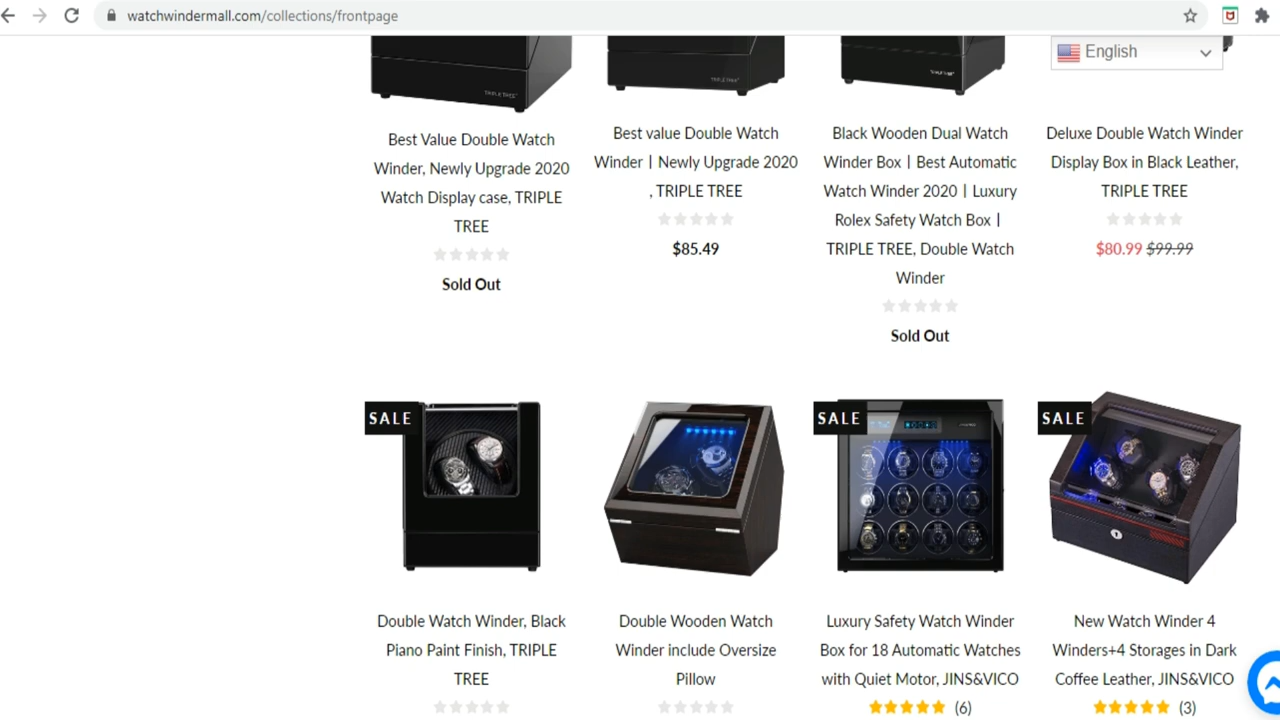 watchwindermall.com/collections/frontpage
English
TRIPLE TREE
TRIPLE TREE
Best Value Double Watch
Winder, Newly Upgrade 2020
Watch Display case, TRIPLE
TREE
Sold Out
Best value Double Watch
Winder | Newly Upgrade 2020
, TRIPLE TREE
$85.49
Black Wooden Dual Watch
Winder Box | Best Automatic
Watch Winder 2020 | Luxury
Rolex Safety Watch Box |
TRIPLE TREE, Double Watch
Winder
Sold Out
Deluxe Double Watch Winder
Display Box in Black Leather,
TRIPLE TREE
$80.99 $99.99
SALE
SALE
SALE
Double Watch Winder, Black
Piano Paint Finish, TRIPLE
TREE
Double Wooden Watch
Winder include Oversize
Pillow
Luxury Safety Watch Winder
Box for 18 Automatic Watches
with Quiet Motor, JINS&VICO
(6)
New Watch Winder 4
Winders+4 Storages in Dark
Coffee Leather, JINS&VICO
(3)